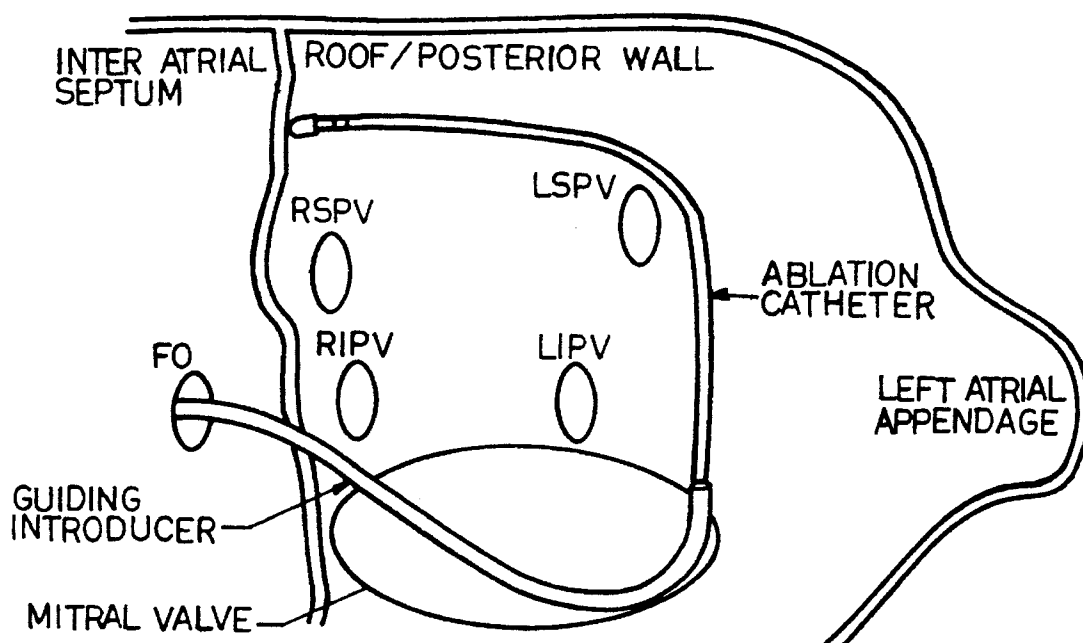 INTER ATRIAL
SEPTUM
ROOF/POSTERIOR WALL
LSPV
RSPV
ABLATION
CATHETER
FO
RIPV
LIPV
LEFT ATRIAL
APPENDAGE
GUIDING
INTRODUCER
MITRAL VALVE